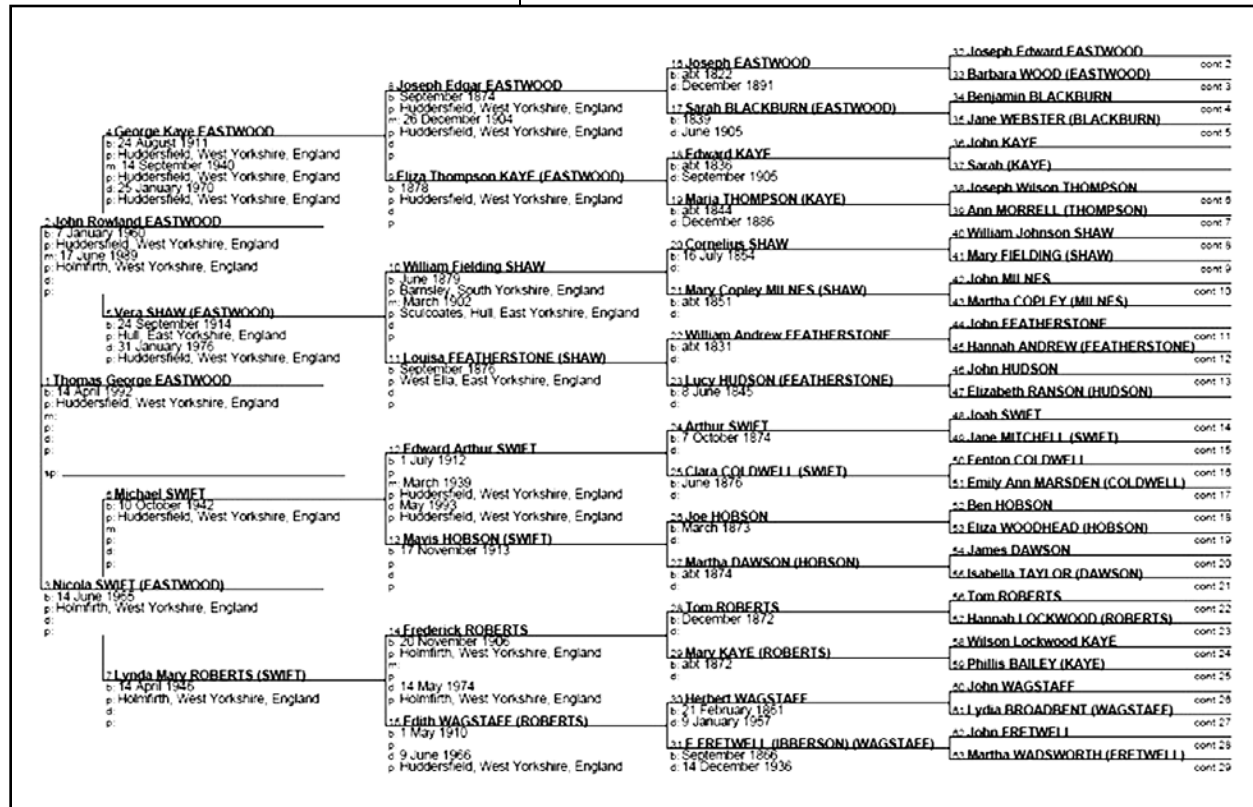 4 George Kaye EASTWOOD
b: 24 August 1911
p: Huddersfield, West Yorkshire, England
m: 14 September 1940
p: Huddersfield, West Yorkshire, England
d: 25 January 1970
p: Huddersfield, West Yorkshire, England
2 John Rowland EASTWOOD
b: 7 January 1960
p: Huddersfield, West Yorkshire, England
m: 17 June 1989
p: Holmfirth, West Yorkshire, England
d:
p:
5 Vera SHAW (EASTWOOD)
b: 24 September 1914
p: Hull, East Yorkshire, England
d: 31 January 1976
p: Huddersfield, West Yorkshire, England
1 Thomas George EASTWOOD
b: 14 April 1992
p: Huddersfield, West Yorkshire, England
m:
p:
d:
p:
sp:
6 Michael SWIFT
b: 10 October 1942
p: Huddersfield, West Yorkshire, England
m:
p:
d:
p:
3 Nicola SWIFT (EASTWOOD)
b: 14 June 1965
p: Holmfirth, West Yorkshire, England
d:
p:
7 Lynda Mary ROBERTS (SWIFT)
b: 14 April 1946
p: Holmfirth, West Yorkshire, England
d:
p:
8 Joseph Edgar EASTWOOD
b September 1874
p Huddersfield, West Yorkshire, England
m: 26 December 1904
p Huddersfield, West Yorkshire, England
d
p
9 Eliza Thompson KAYE (EASTWOOD)
b 1878
p Huddersfield, West Yorkshire, England
d
p
10 William Fielding SHAW
b June 1879
p Barnsley, South Yorkshire, England
m: March 1902
p Sculcoates, Hull, East Yorkshire, England
d
p
11 Louisa FEATHERSTONE (SHAW)
b September 1876
p West Ella, East Yorkshire, England
d
p
12 Edward Arthur SWIFT
b 1 July 1912
p
m: March 1939
p Huddersfield, West Yorkshire, England
d May 1993
p Huddersfield, West Yorkshire, England
13 Mavis HOBSON (SWIFT)
b 17 November 1913
p
d
p
14 Frederick ROBERTS
b 20 November 1906
p Holmfirth, West Yorkshire, England
m:
p
d 14 May 1974
p Holmfirth, West Yorkshire, England
15 Edith WAGSTAFF (ROBERTS)
b 1 May 1910
p
d 9 June 1966
p Huddersfield, West Yorkshire, England
16 Joseph EASTWOOD
b: abt 1822
d: December 1891
17 Sarah BLACKBURN (EASTWOOD)
b: 1839
d: June 1905
18 Edward KAYE
b: abt 1836
d: September 1905
19 Maria THOMPSON (KAYE)
b: abt 1844
d: December 1886
20 Cornelius SHAW
b: 16 July 1854
d:
21 Mary Copley MILNES (SHAW)
b: abt 1851
d:
22 William Andrew FEATHERSTONE
b: abt 1831
d:
23 Lucy HUDSON (FEATHERSTONE)
b: 8 June 1845
d:
24 Arthur SWIFT
b: 7 October 1874
d:
25 Clara COLDWELL (SWIFT)
b: June 1876
d:
26 Joe HOBSON
b: March 1873
d:
27 Martha DAWSON (HOBSON)
b: abt 1874
d:
28 Tom ROBERTS
b: December 1872
d:
29 Mary KAYE (ROBERTS)
b: abt 1872
d:
30 Herbert WAGSTAFF
b: 21 February 1861
d: 9 January 1957
31 E FRETWELL (IBBERSON) (WAGSTAFF)
b: September 1866
d: 14 December 1936
32 Joseph Edward EASTWOOD
cont 2
33 Barbara WOOD (EASTWOOD)
cont 3
34 Benjamin BLACKBURN
cont 4
35 Jane WEBSTER (BLACKBURN)
cont 5
36 John KAYE
37 Sarah (KAYE)
38 Joseph Wilson THOMPSON
cont 6
39 Ann MORRELL (THOMPSON)
cont 7
40 William Johnson SHAW
cont 8
41 Mary FIELDING (SHAW)
cont 9
42 John MILNES
cont 10
43 Martha COPLEY (MILNES)
44 John FEATHERSTONE
cont 11
45 Hannah ANDREW (FEATHERSTONE)
cont 12
46 John HUDSON
cont 13
47 Elizabeth RANSON (HUDSON)
48 Joah SWIFT
cont 14
49 Jane MITCHELL (SWIFT)
cont 15
50 Fenton COLDWELL
cont 16
51 Emily Ann MARSDEN (COLDWELL)
cont 17
52 Ben HOBSON
cont 18
53 Eliza WOODHEAD (HOBSON)
cont 19
54 James DAWSON
cont 20
55 Isabella TAYLOR (DAWSON)
cont 21
56 Tom ROBERTS
cont 22
57 Hannah LOCKWOOD (ROBERTS)
cont 23
58 Wilson Lockwood KAYE
cont 24
59 Phillis BAILEY (KAYE)
cont 25
60 John WAGSTAFF
cont 26
61 Lydia BROADBENT (WAGSTAFF)
cont 27
62 John FRETWELL
cont 28
63 Martha WADSWORTH (FRETWELL)
cont 29